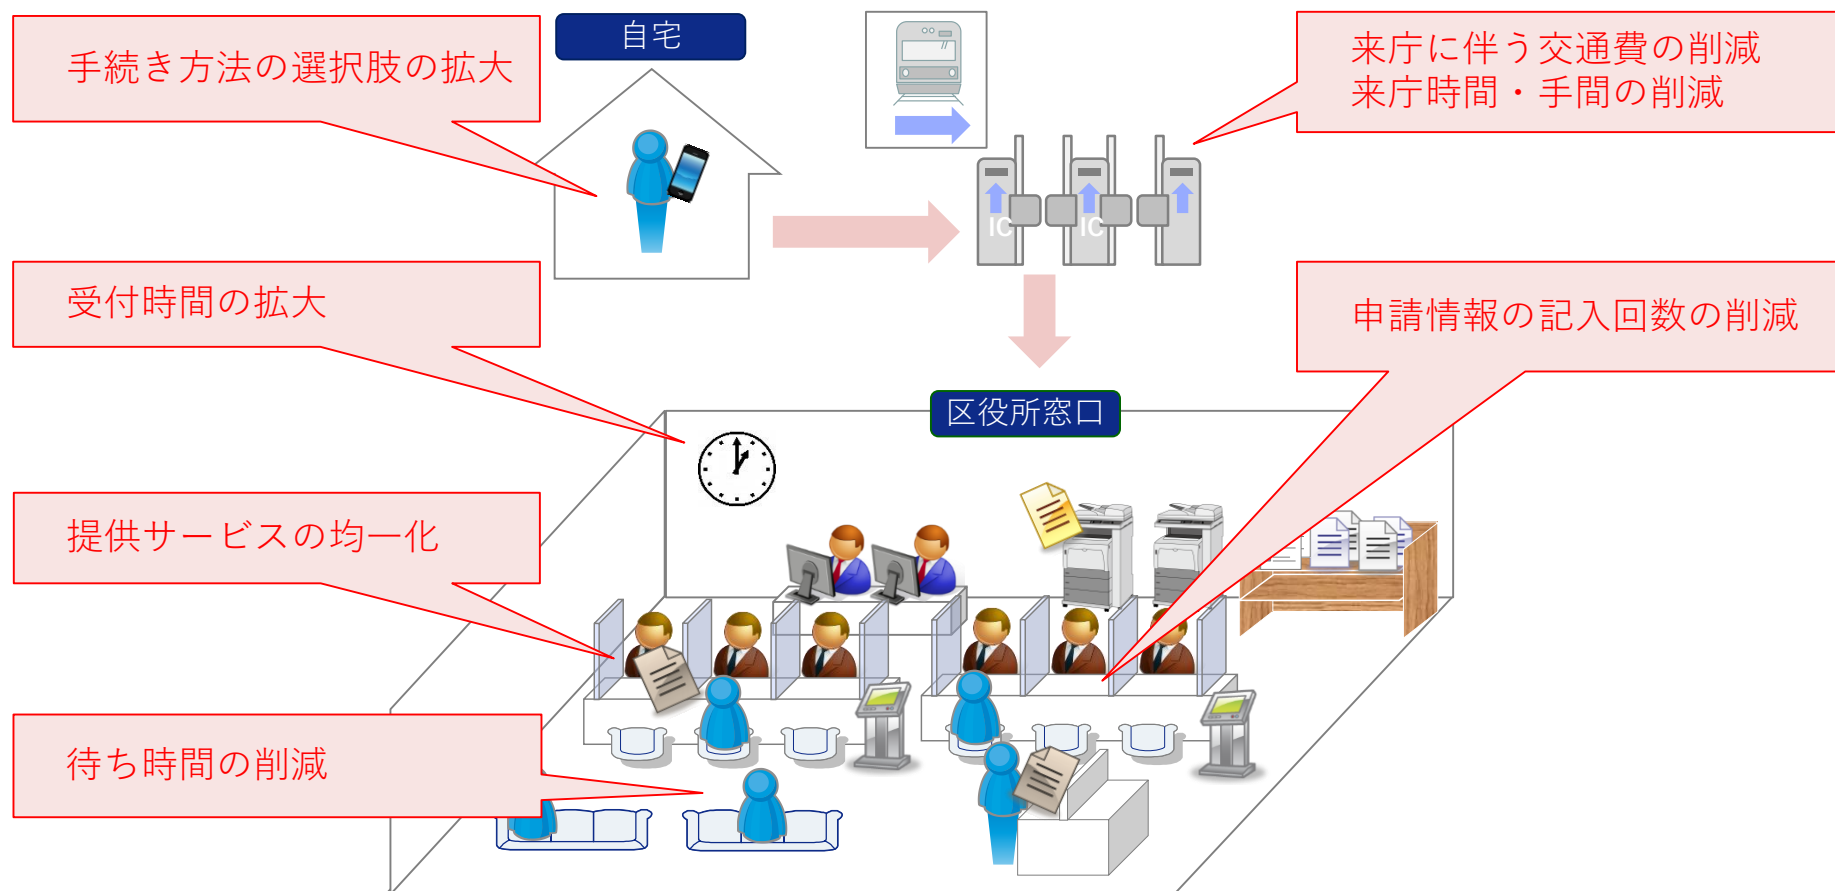 自宅
手続き方法の選択肢の拡大
来庁に伴う交通費の削減
来庁時間・手間の削減
IC
IC
受付時間の拡大
申請情報の記入回数の削減
区役所窓口
提供サービスの均一化
待ち時間の削減